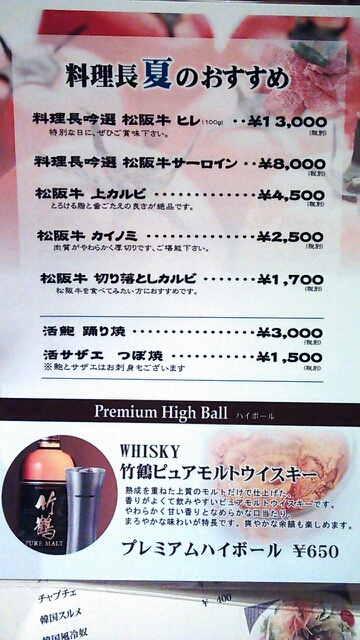 料理長 夏のおすすめ
料理長吟選 松阪牛 ヒレ(100g) ‥¥13,000
特別な日に、ぜひご賞味下さい。 (税別)
料理長吟選 松阪牛サーロイン ‥¥8,000
(税別)
松阪牛 上カルビ ‥‥‥‥‥‥¥4,500
とろける脂と歯ごたえの良さが絶品です。 (税別)
松阪牛 カイノミ ‥‥‥‥‥‥¥2,500
肉質がやわらかく厚切りです、ご堪能下さい。 (税別)
松阪牛 切り落としカルビ ‥‥‥¥1,700
松阪牛を食べてみたい方におすすめです。 (税別)
活鮑 踊り焼 ‥‥‥‥‥‥‥‥¥3,000
(税別)
活サザエ つぼ焼 ‥‥‥‥‥‥¥1,500
※鮑とサザエはお刺身もございます (税別)
Premium High Ball ハイボール
WHISKY
竹鶴ピュアモルトウイスキー
熟成を重ねた上質のモルトだけで仕上げた、
香りがよくて飲みやすいピュアモルトウイスキーです。
やわらかく甘い香りとなめらかな口当たり、
まろやかな味わいが特長です。爽やかな余韻も楽しめます。
竹鶴
PURE MALT
プレミアムハイボール ¥650
チャプチェ
¥ 400
韓国スルメ
韓国風冷奴